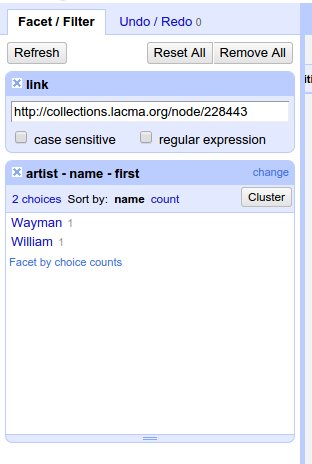 Facet / Filter Undo / Redo 0
Refresh Reset All Remove All
link
http://collections.lacma.org/node/228443
case sensitive regular expression
artist - name - first change
2 choices Sort by: name count Cluster
Wayman 1
William 1
Facet by choice counts